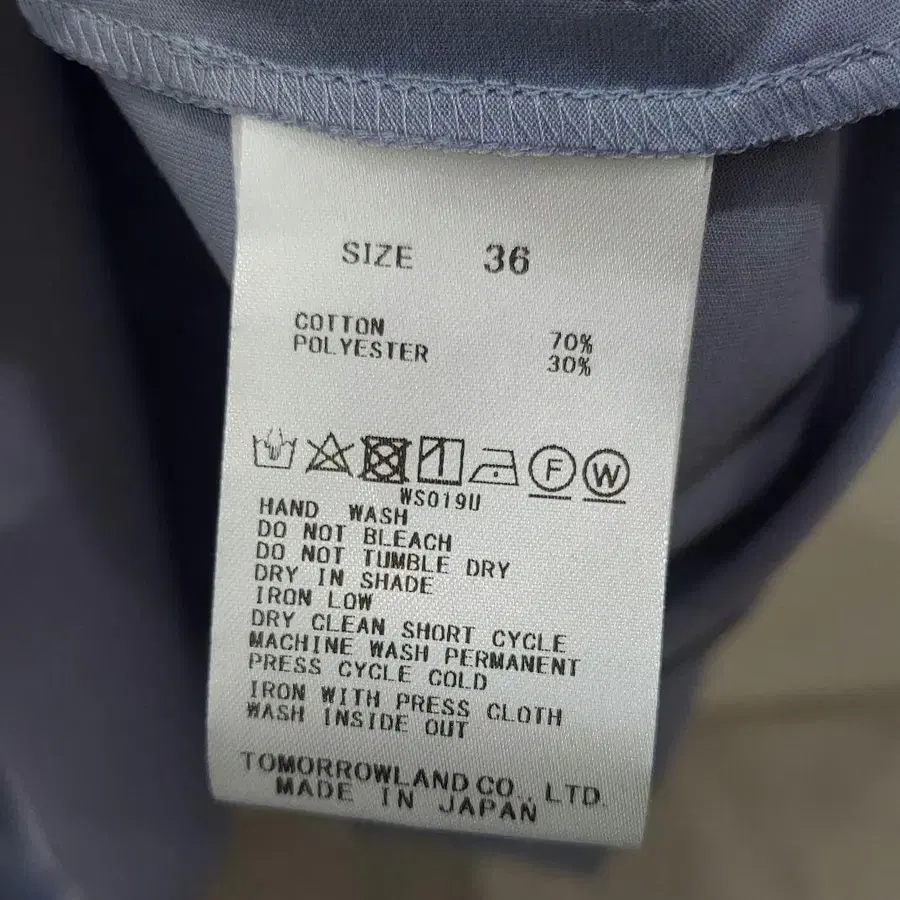 SIZE 36
COTTON 70%
POLYESTER 30%
F W
WS019U
HAND WASH
DO NOT BLEACH
DO NOT TUMBLE DRY
DRY IN SHADE
IRON LOW
DRY CLEAN SHORT CYCLE
MACHINE WASH PERMANENT
PRESS CYCLE COLD
IRON WITH PRESS CLOTH
WASH INSIDE OUT
TOMORROWLAND CO., LTD.
MADE IN JAPAN